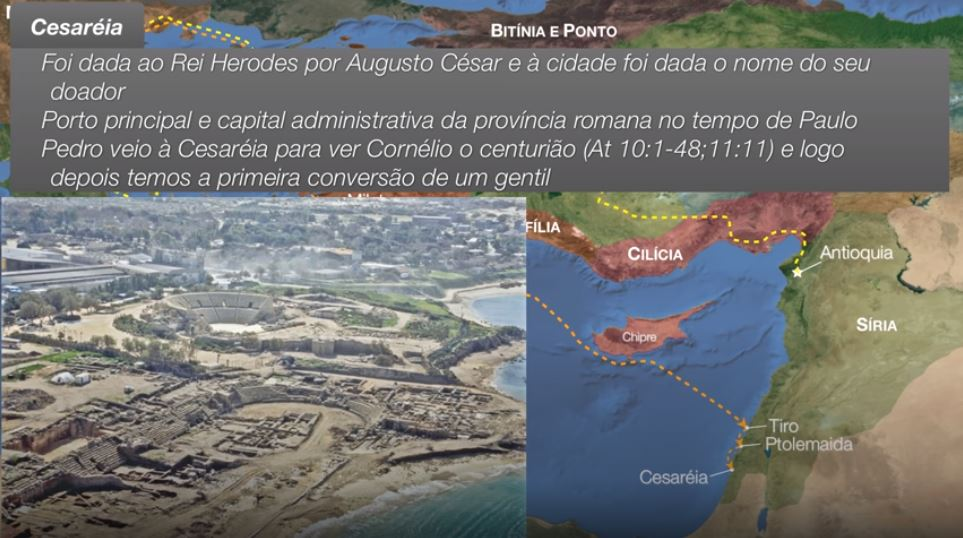 Cesaréia
BITÍNIA E PONTO
Foi dada ao Rei Herodes por Augusto César e à cidade foi dada o nome do seu
doador
Porto principal e capital administrativa da província romana no tempo de Paulo
Pedro veio à Cesaréia para ver Cornélio o centurião (At 10:1-48;11:11) e logo
depois temos a primeira conversão de um gentil
FÍLIA
CILÍCIA
Antioquia
SÍRIA
Chipre
Tiro
Ptolemaida
Cesaréia